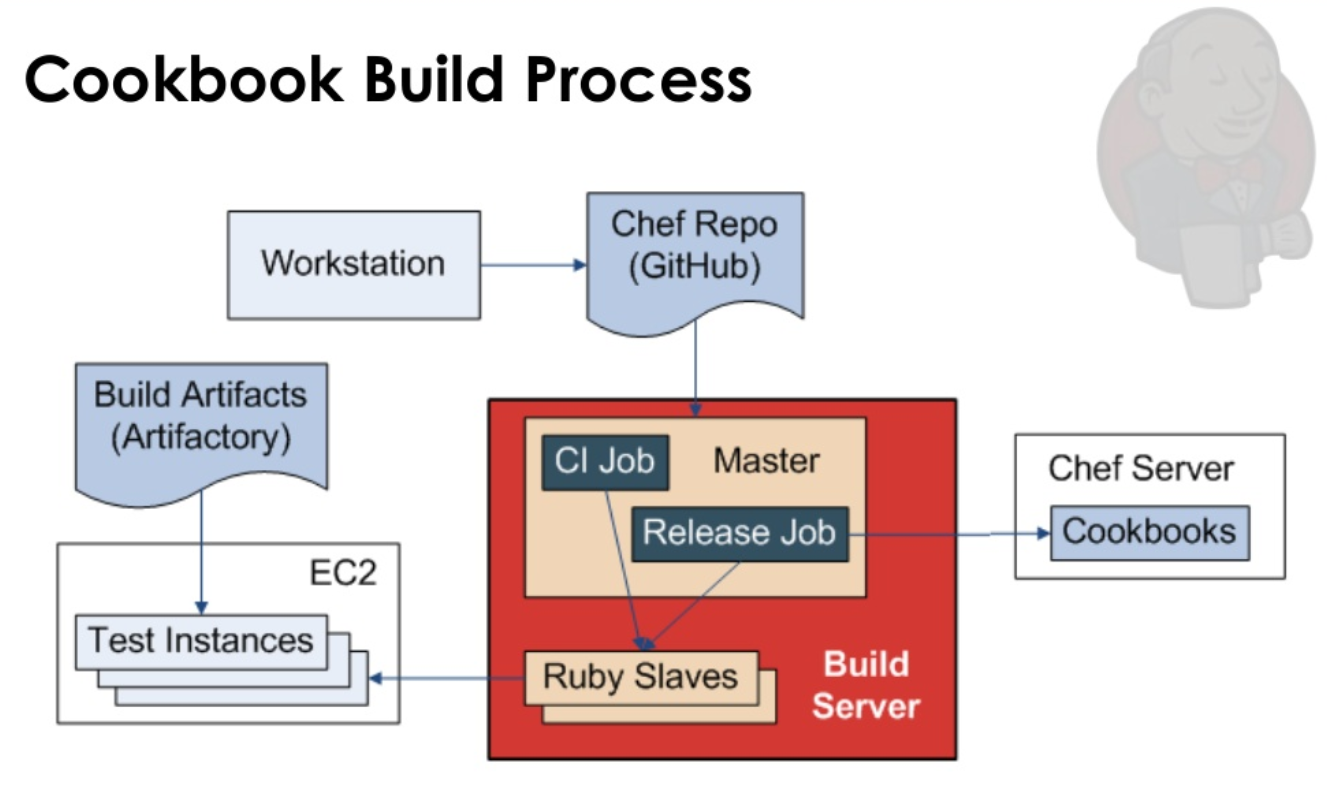 Cookbook Build Process
Workstation
Chef Repo
(GitHub)
Build Artifacts
(Artifactory)
CI Job
Master
Release Job
Chef Server
Cookbooks
EC2
Test Instances
Ruby Slaves
Build
Server